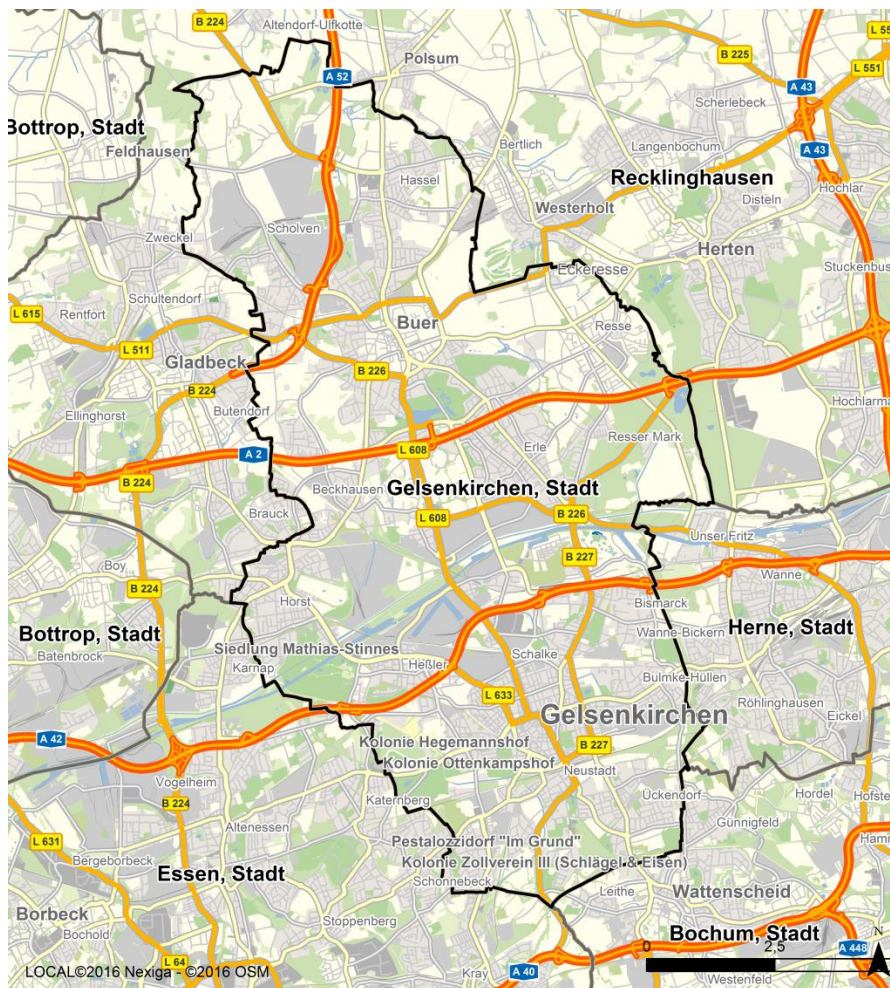 B 224
Altendorf-Ulfkotte
L 55
A 52
Polsum
B 225
L 551
A 43
Scherlebeck
Bottrop, Stadt
Feldhausen
Bertlich
Langenbochum
A 43
Hassel
Recklinghausen
Hochlar
Westerholt
Disteln
Scholven
Zweckel
Herten
Stuckenbus
Eckeresse
Schultendorf
L 615
Rentfort
Buer
Resse
L 511
Gladbeck
B 224
B 226
Ellinghorst
Butendorf
Hochlarma
Resser Mark
Erle
L 608
A 2
B 224
Beckhausen
Gelsenkirchen, Stadt
Brauck
L 608
B 226
Unser Fritz
B 227
Boy
Wanne
B 224
Horst
Bismarck
Bottrop, Stadt
Herne, Stadt
Batenbrock
Siedlung Mathias-Stinnes
Wanne-Bickern
Karnap
Heßler
Schalke
Bulmke-Hüllen
L 633
Röhlinghausen
Gelsenkirchen
Eickel
A 42
Kolonie Hegemannshof
B 227
Kolonie Ottenkampshof
Neustadt
Vogelheim
Hordel
Hofste
B 224
Katernberg
Ückendorf
Günnigfeld
Altenessen
Hamm
L 631
Pestalozzidorf "Im Grund"
Bergeborbeck
Kolonie Zollverein III (Schlägel & Eisen)
Essen, Stadt
Schonnebeck
Leithe
Wattenscheid
Borbeck
Stoppenberg
Bochold
Bochum, Stadt
N
0
2,5
L 64
A 448
LOCAL©2016 Nexiga - ©2016 OSM
Kray
A 40
Westenfeld